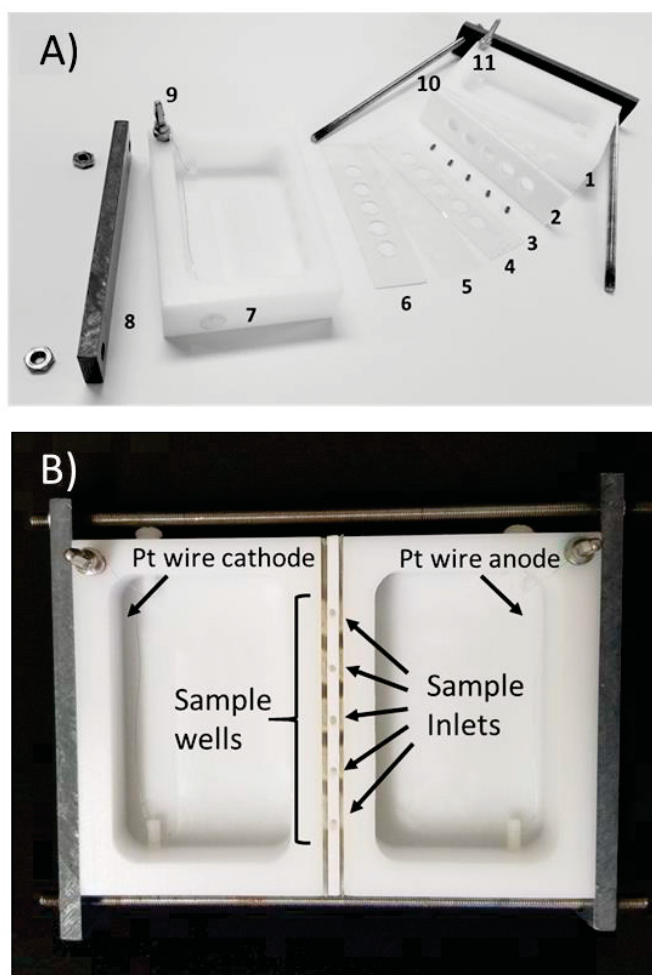 A)
9
10
11
1
2
3
4
5
6
7
8
B)
Pt wire cathode
Pt wire anode
Sample
wells
Sample
Inlets